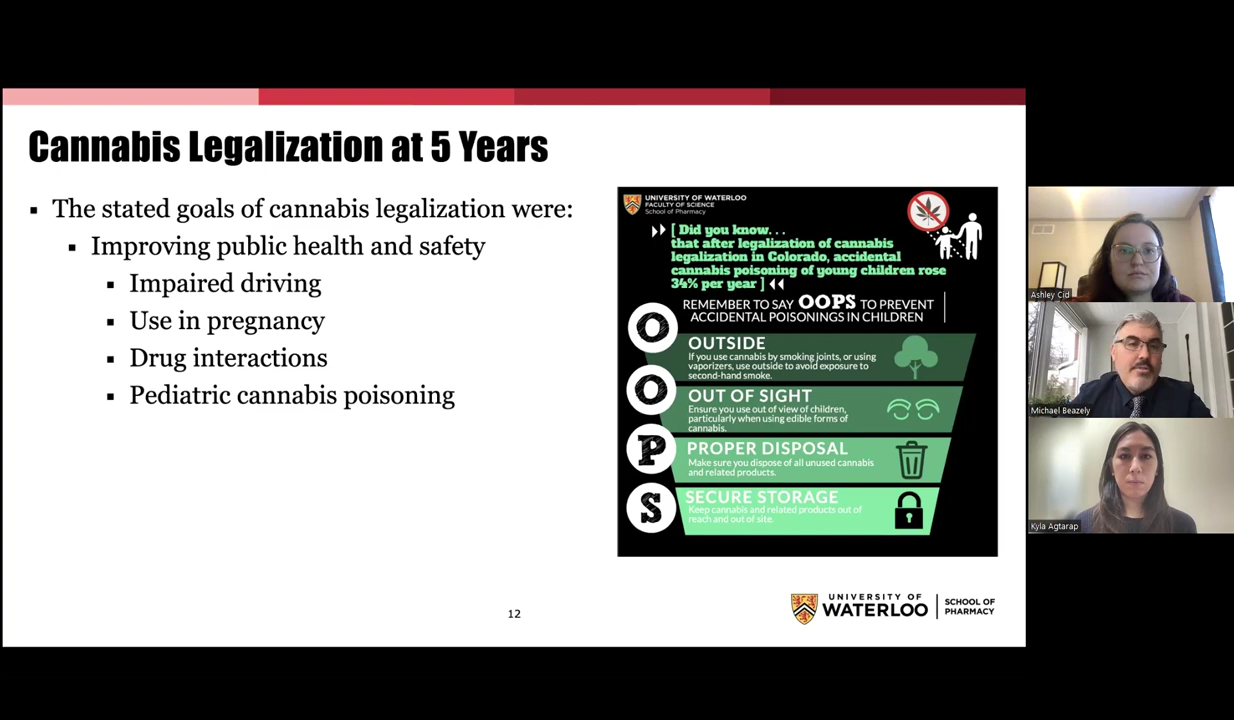 Cannabis Legalization at 5 Years
▪ The stated goals of cannabis legalization were:
▪ Improving public health and safety
▪ Impaired driving
▪ Use in pregnancy
▪ Drug interactions
▪ Pediatric cannabis poisoning
UNIVERSITY OF WATERLOO
FACULTY OF SCIENCE
School of Pharmacy
[ Did you know. . .
that after legalization of cannabis
legalization in Colorado, accidental
cannabis poisoning of young children rose
34% per year ]
REMEMBER TO SAY OOPS TO PREVENT
ACCIDENTAL POISONINGS IN CHILDREN
O
OUTSIDE
If you use cannabis by smoking joints, or using
vaporizers, use outside to avoid exposure to
second-hand smoke.
O
OUT OF SIGHT
Ensure you use out of view of children,
particularly when using edible forms of
cannabis.
P
PROPER DISPOSAL
Make sure you dispose of all unused cannabis
and related products.
S
SECURE STORAGE
Keep cannabis and related products out of
reach and out of site.
12
UNIVERSITY OF
WATERLOO
SCHOOL OF
PHARMACY
Ashley Cid
Michael Beazely
Kyla Agtarap